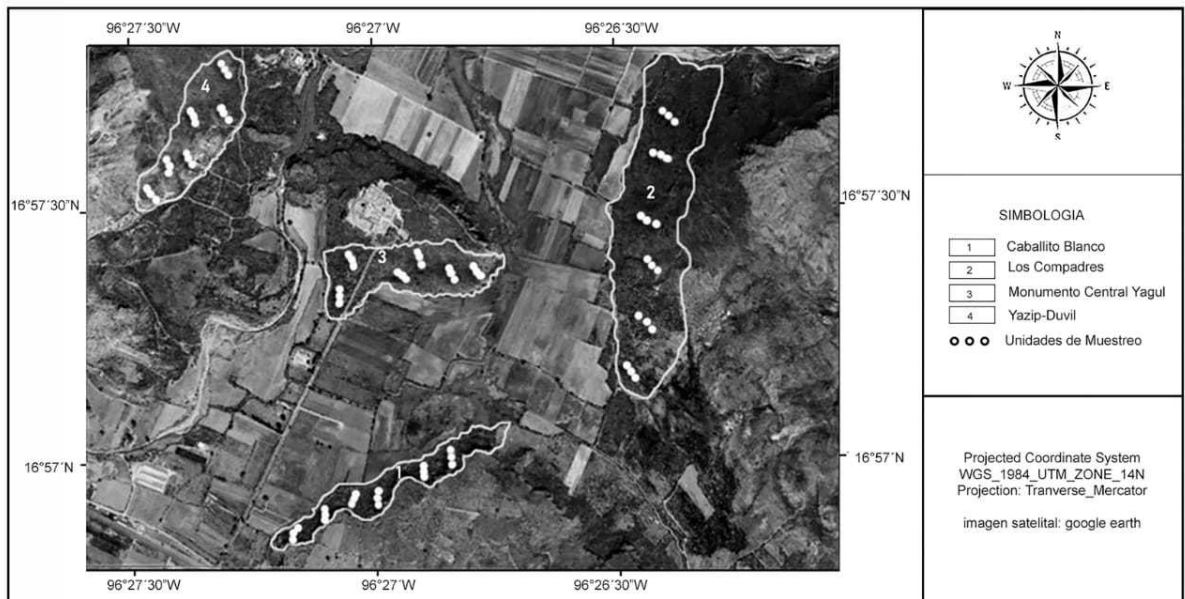 96°27´30"W
96°27´W
96°26´30"W
4
2
16°57´30"N
16°57´30"N
3
1
16°57´N
16°57´N
96°27´30"W
96°27´W
96°26´30"W
N
W
E
S
SIMBOLOGIA
1 Caballito Blanco
2 Los Compadres
3 Monumento Central Yagul
4 Yazip-Duvil
Unidades de Muestreo
Projected Coordinate System
WGS_1984_UTM_ZONE_14N
Projection: Tranverse_Mercator
imagen satelital: google earth